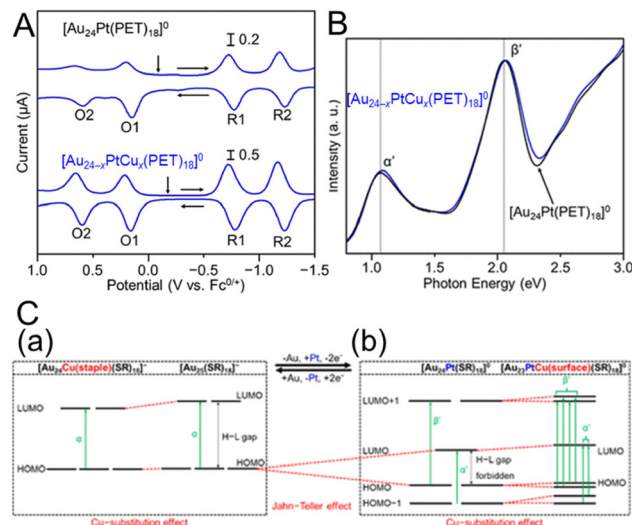 A
[Au24Pt(PET)18]⁰
0.2
O2
O1
R1
R2
[Au24−xPtCux(PET)18]⁰
0.5
O2
O1
R1
R2
Current (µA)
1.0 0.5 0.0 -0.5 -1.0 -1.5
Potential (V vs. Fc⁰/⁺)
B
β'
[Au24−xPtCux(PET)18]⁰
α'
[Au24Pt(PET)18]⁰
Intensity (a. u.)
1.0 1.5 2.0 2.5 3.0
Photon Energy (eV)
C
(a)
(b)
[Au24Cu(staple)(SR)18]⁻ [Au25(SR)18]⁻
-Au, +Pt, -2e⁻
+Au, -Pt, +2e⁻
[Au24Pt(SR)18]⁰ [Au23PtCu(surface)(SR)18]⁰
LUMO
LUMO
α
α
H−L gap
HOMO
HOMO
Cu−substitution effect
Jahn-Teller effect
β'
LUMO+1
β'
α'
LUMO
LUMO
α'
H−L gap
forbidden
HOMO
HOMO
HOMO−1
Cu−substitution effect